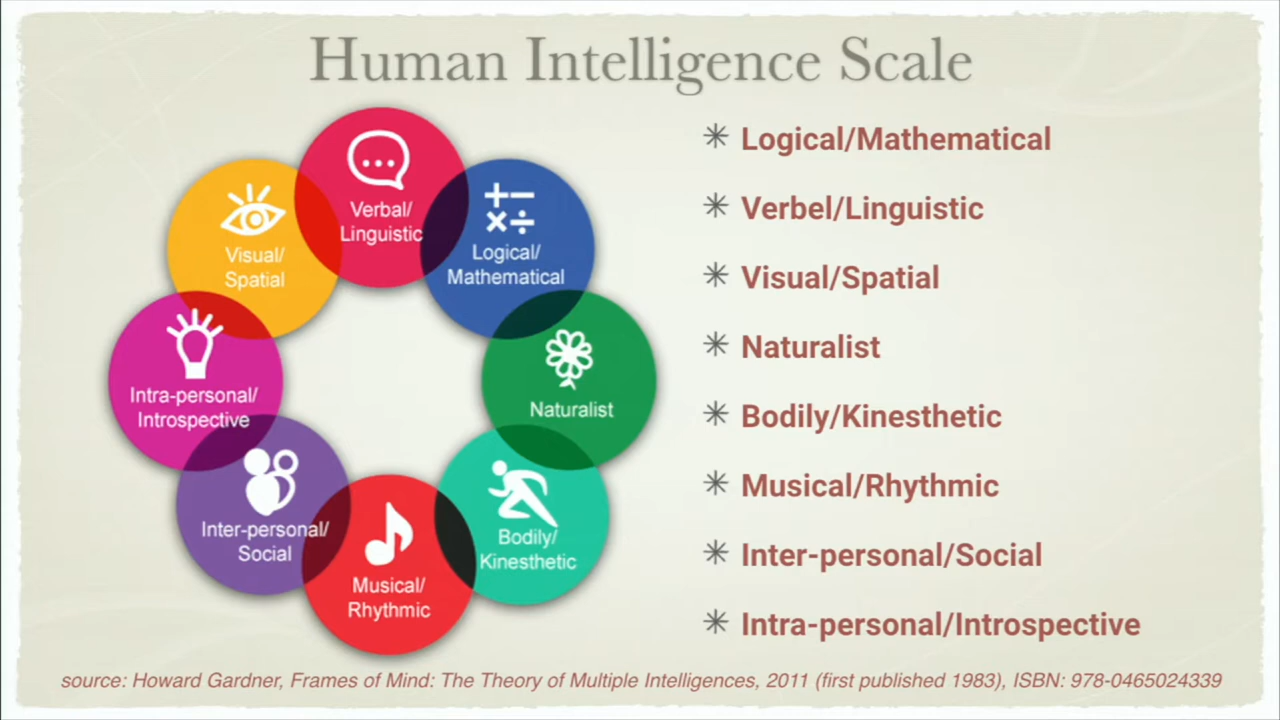 Human Intelligence Scale
Verbal/
Linguistic
Visual/
Spatial
Logical/
Mathematical
Intra-personal/
Introspective
Naturalist
Inter-personal/
Social
Bodily/
Kinesthetic
Musical/
Rhythmic
Logical/Mathematical
Verbel/Linguistic
Visual/Spatial
Naturalist
Bodily/Kinesthetic
Musical/Rhythmic
Inter-personal/Social
Intra-personal/Introspective
source: Howard Gardner, Frames of Mind: The Theory of Multiple Intelligences, 2011 (first published 1983), ISBN: 978-0465024339